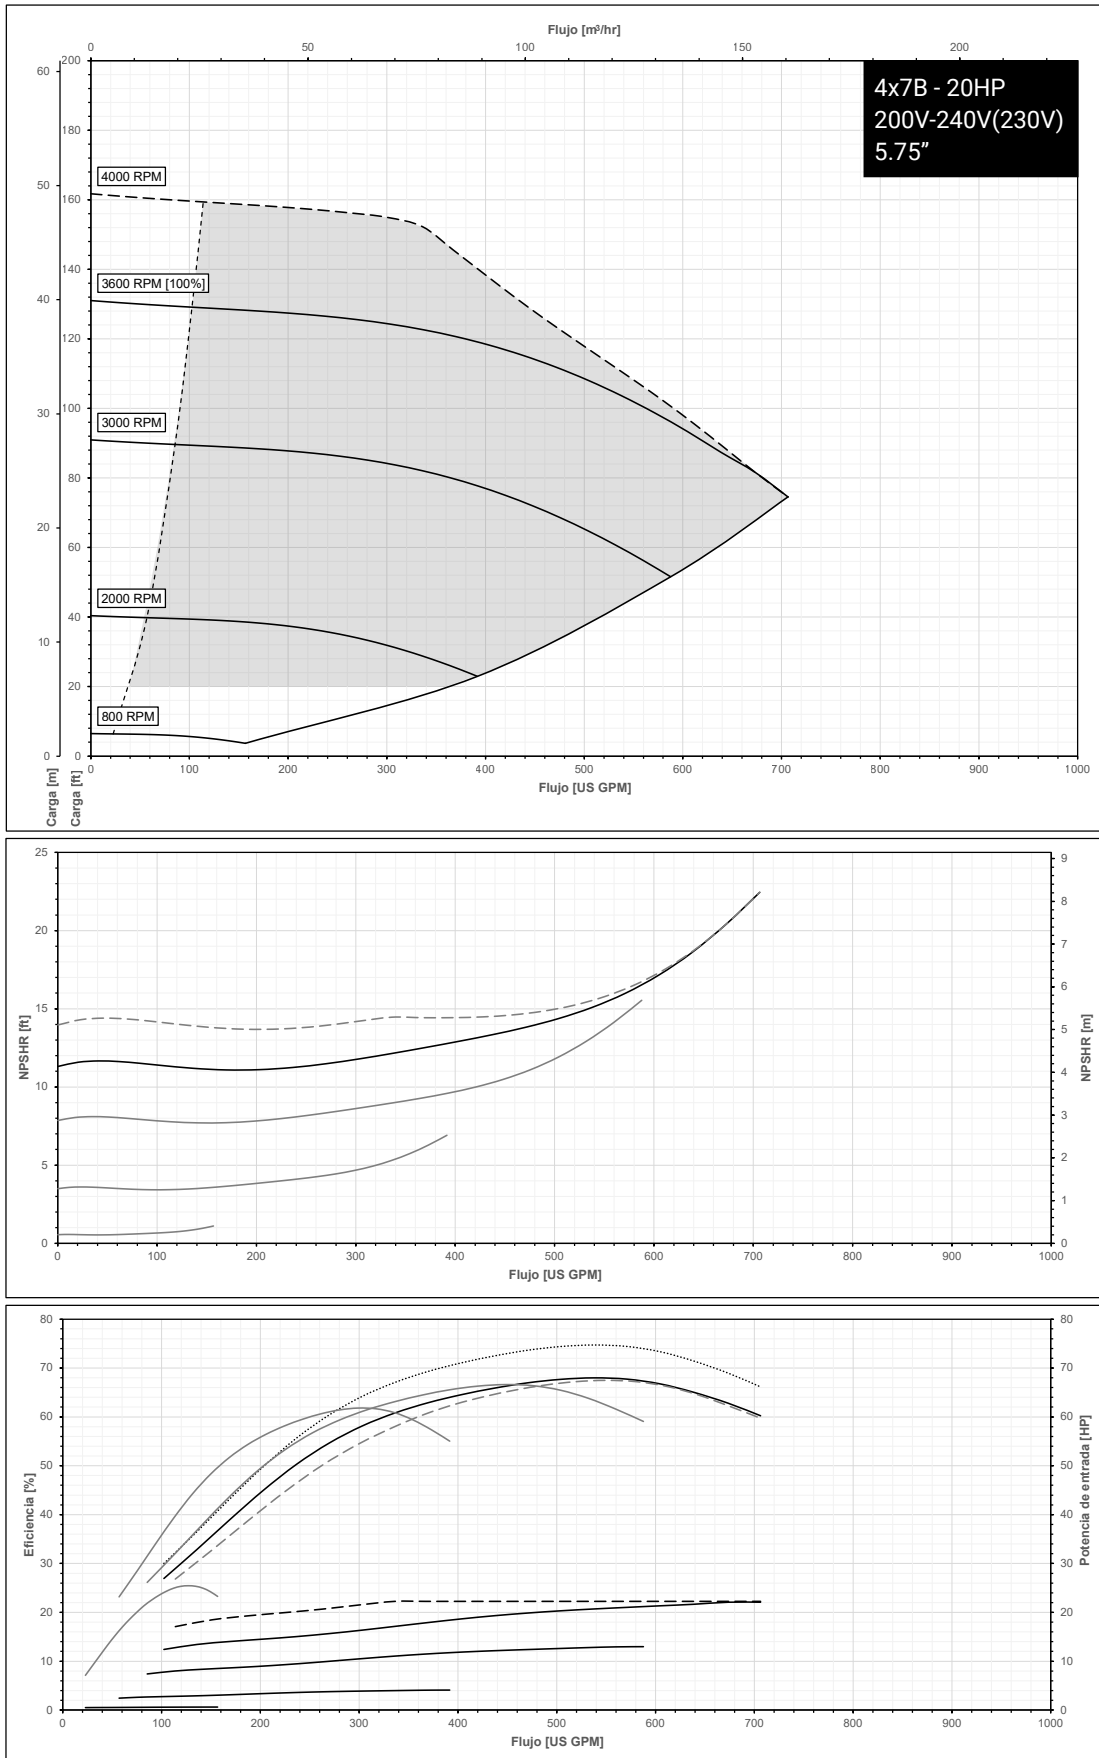 Flujo [m³/hr]
0 50 100 150 200
4x7B - 20HP
200V-240V(230V)
5.75”
60 50 40 30 20 10 0
200 180 160 140 120 100 80 60 40 20 0
4000 RPM
3600 RPM [100%]
3000 RPM
2000 RPM
800 RPM
0 100 200 300 400 500 600 700 800 900 1000
Flujo [US GPM]
Carga [m]
Carga [ft]
25 20 15 10 5 0
NPSHR [ft]
9 8 7 6 5 4 3 2 1 0
NPSHR [m]
0 100 200 300 400 500 600 700 800 900 1000
Flujo [US GPM]
80 70 60 50 40 30 20 10 0
Eficiencia [%]
80 70 60 50 40 30 20 10 0
Potencia de entrada [HP]
0 100 200 300 400 500 600 700 800 900 1000
Flujo [US GPM]